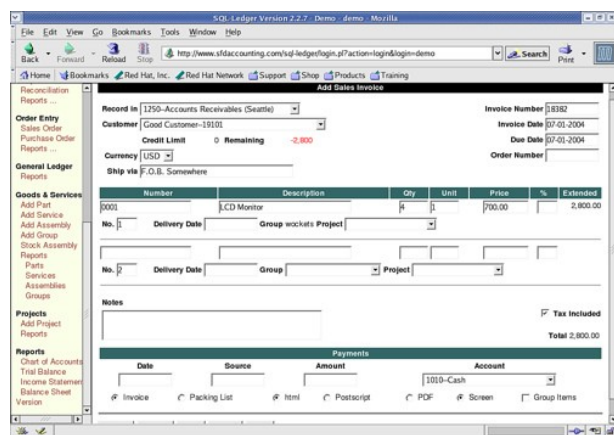 SQL-Ledger Version 2.2.7 - Demo - demo - Mozilla
File Edit View Go Bookmarks Tools Window Help
Back Forward Reload Stop http://www.sfdaccounting.com/sql-ledger/login.pl?action=login&login=demo Search Print
Home Bookmarks Red Hat, Inc. Red Hat Network Support Shop Products Training
Reconciliation
Reports ...
Order Entry
Sales Order
Purchase Order
Reports ...
General Ledger
Reports
Goods & Services
Add Part
Add Service
Add Assembly
Add Group
Stock Assembly
Reports
Parts
Services
Assemblies
Groups
Projects
Add Project
Reports
Reports
Chart of Accounts
Trial Balance
Income Statemen
Balance Sheet
Version
Add Sales Invoice
Record in 1250--Accounts Receivables (Seattle) Invoice Number 18382
Customer Good Customer--19101 Invoice Date 07-01-2004
Credit Limit 0 Remaining -2,800 Due Date 07-01-2004
Currency USD Order Number
Ship via F.O.B. Somewhere
Number Description Qty Unit Price % Extended
0001 LCD Monitor 4 1 700.00 2,800.00
No. 1 Delivery Date Group wockets Project
No. 2 Delivery Date Group Project
Notes
Tax Included
Total 2,800.00
Payments
Date Source Amount Account
1010--Cash
Invoice Packing List html Postscript PDF Screen Group Items